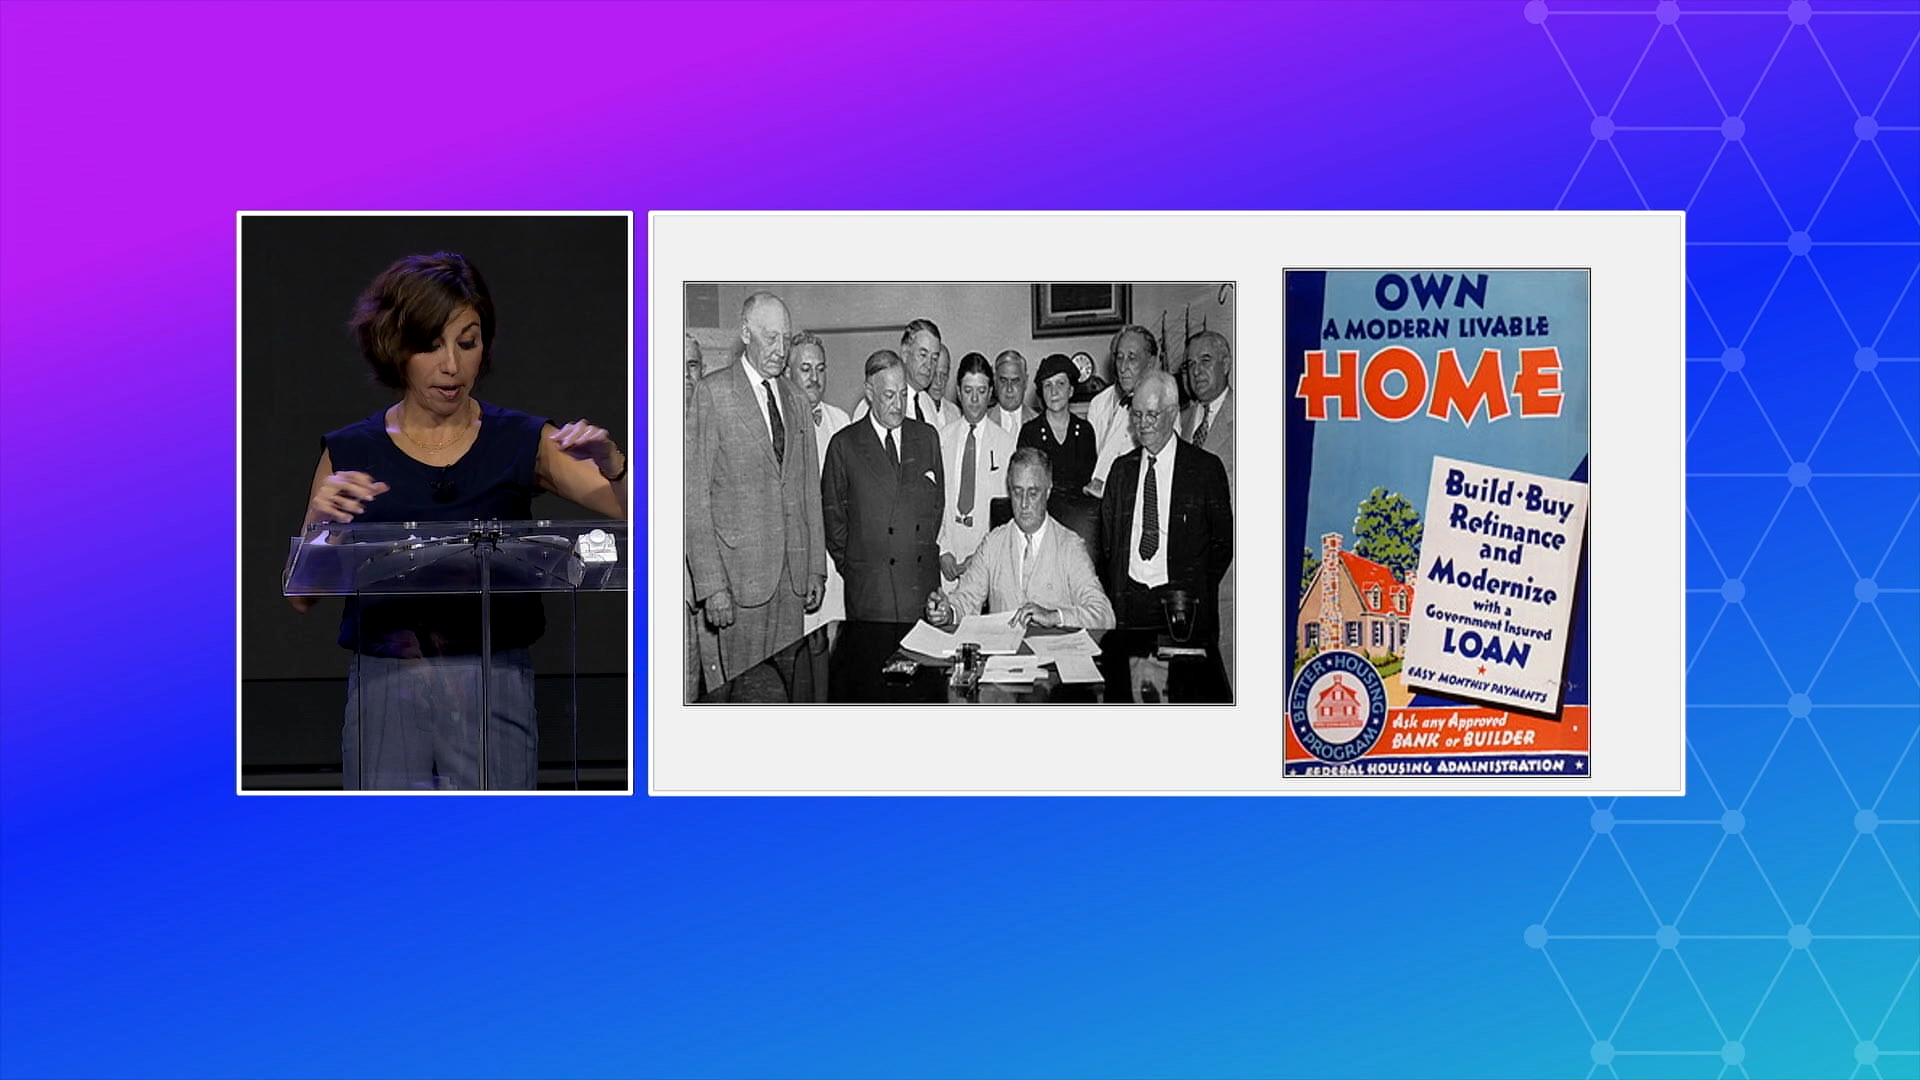 OWN
A MODERN LIVABLE
HOME
Build·Buy
Refinance
and
Modernize
with a
Government Insured
LOAN
EASY MONTHLY PAYMENTS
BETTER HOUSING PROGRAM
Ask any Approved
BANK or BUILDER
★ FEDERAL HOUSING ADMINISTRATION ★